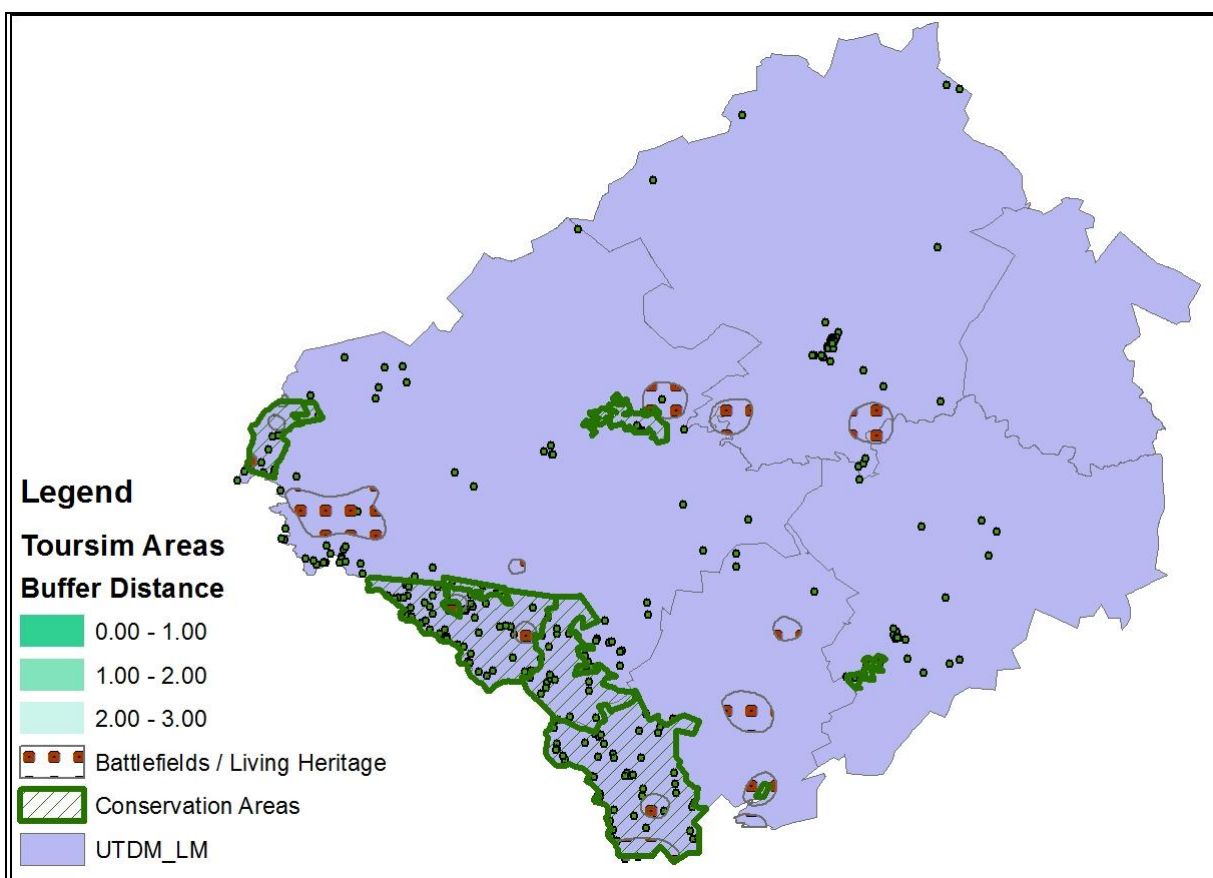 Legend
Toursim Areas
Buffer Distance
0.00 - 1.00
1.00 - 2.00
2.00 - 3.00
Battlefields / Living Heritage
Conservation Areas
UTDM_LM